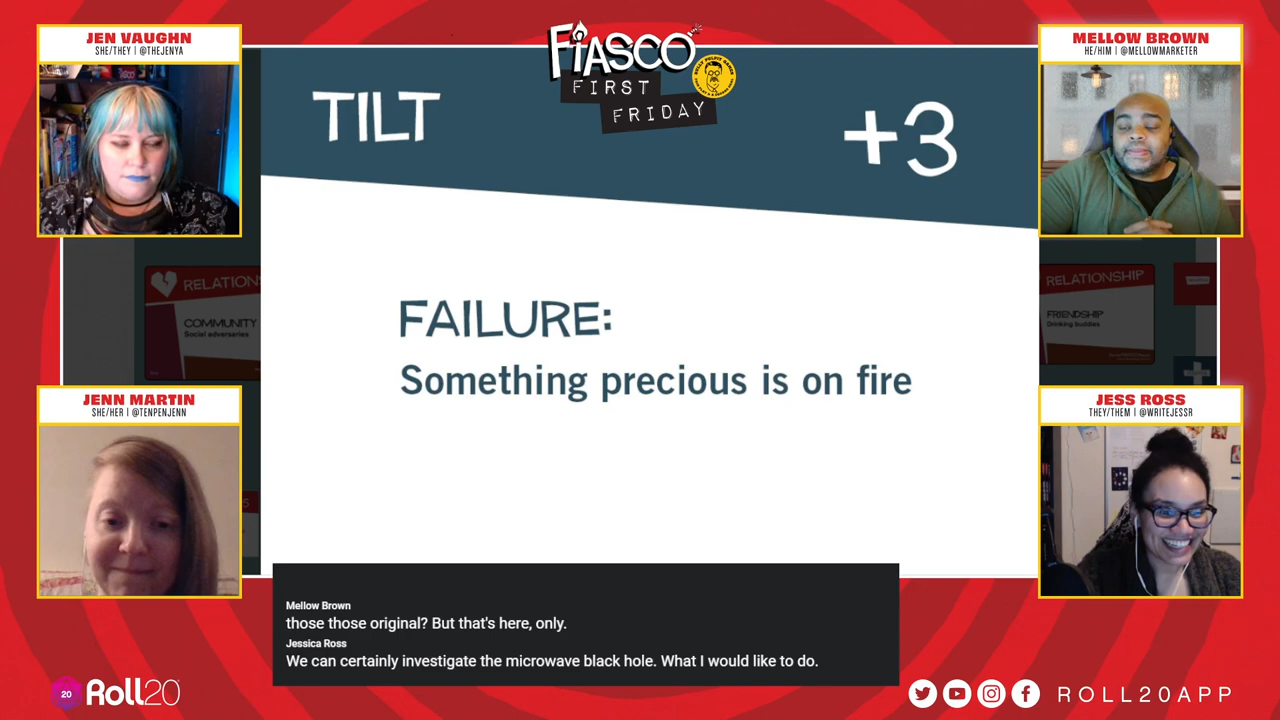 JEN VAUGHN
SHE/THEY | @THEJENYA
FIASCO
FIRST
FRIDAY
MELLOW BROWN
HE/HIM | @MELLOWMARKETER
TILT
+3
FAILURE:
Something precious is on fire
RELATION
COMMUNITY
Social adversaries
RELATIONSHIP
FRIENDSHIP
Drinking buddies
JENN MARTIN
SHE/HER | @TENPENJENN
JESS ROSS
THEY/THEM | @WRITEJESSR
Mellow Brown
those those original? But that's here, only.
Jessica Ross
We can certainly investigate the microwave black hole. What I would like to do.
20
Roll20
ROLL20APP